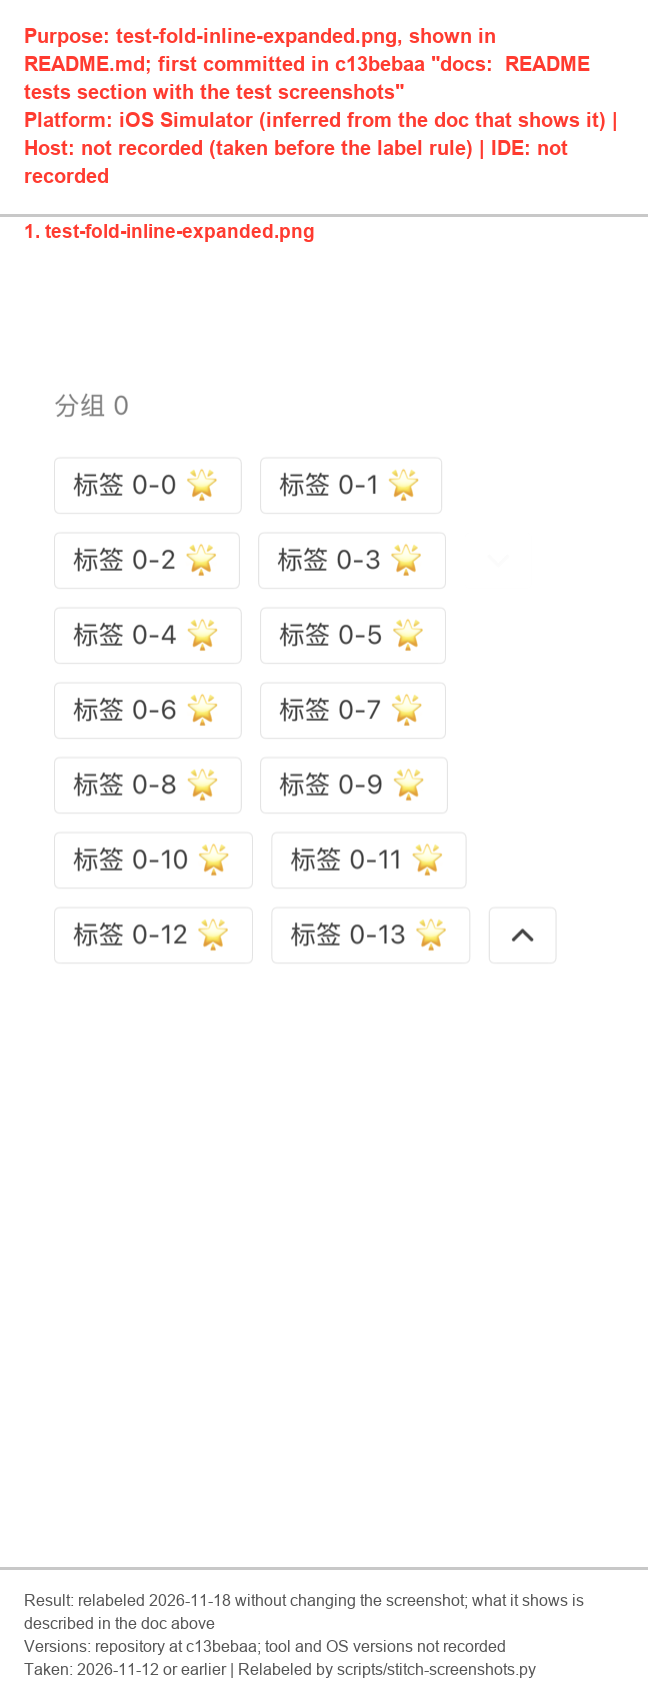 Purpose: test-fold-inline-expanded.png, shown in
README.md; first committed in c13bebaa "docs:  README
tests section with the test screenshots"
Platform: iOS Simulator (inferred from the doc that shows it) |
Host: not recorded (taken before the label rule) | IDE: not
recorded
1. test-fold-inline-expanded.png
分组 0
标签 0-0 🌟 标签 0-1 🌟
标签 0-2 🌟 标签 0-3 🌟
标签 0-4 🌟 标签 0-5 🌟
标签 0-6 🌟 标签 0-7 🌟
标签 0-8 🌟 标签 0-9 🌟
标签 0-10 🌟 标签 0-11 🌟
标签 0-12 🌟 标签 0-13 🌟
Result: relabeled 2026-11-18 without changing the screenshot; what it shows is
described in the doc above
Versions: repository at c13bebaa; tool and OS versions not recorded
Taken: 2026-11-12 or earlier | Relabeled by scripts/stitch-screenshots.py